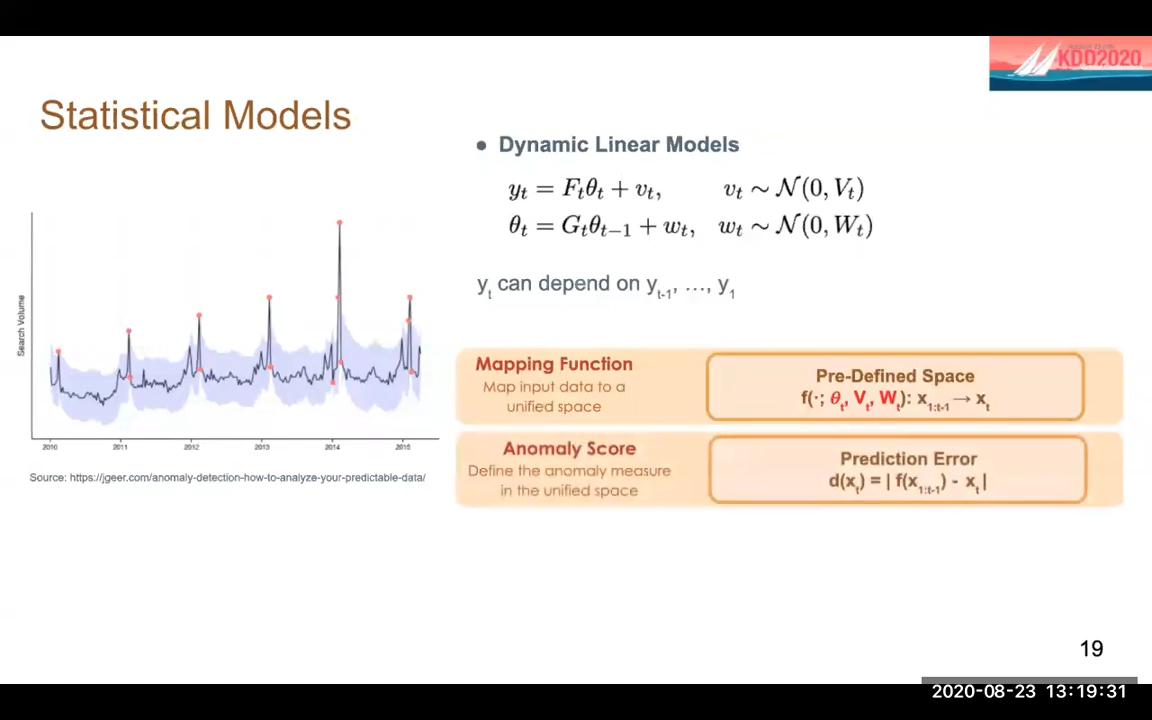 KDD2020
Statistical Models
● Dynamic Linear Models
yₜ = Fₜθₜ + vₜ, vₜ ~ N(0, Vₜ)
θₜ = Gₜθₜ₋₁ + wₜ, wₜ ~ N(0, Wₜ)
yₜ can depend on yₜ₋₁, …, y₁
Search Volume
2010 2011 2012 2013 2014 2015
Source: https://jgeer.com/anomaly-detection-how-to-analyze-your-predictable-data/
Mapping Function
Map input data to a
unified space
Pre-Defined Space
f(·; θₜ, Vₜ, Wₜ): x₁:ₜ₋₁ → xₜ
Anomaly Score
Define the anomaly measure
in the unified space
Prediction Error
d(xₜ) = | f(x₁:ₜ₋₁) - xₜ |
19
2020-08-23 13:19:31